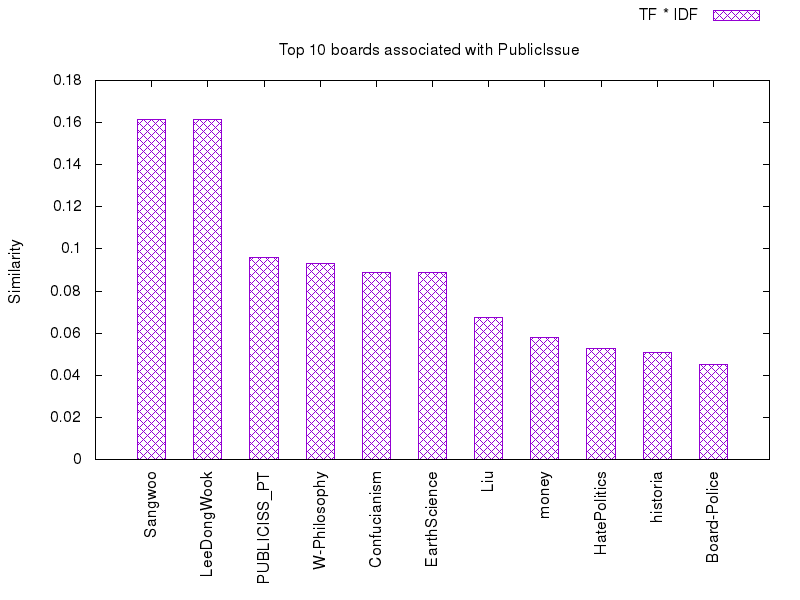 TF * IDF
Top 10 boards associated with PublicIssue
0.18
0.16
0.14
0.12
0.1
0.08
0.06
0.04
0.02
0
Similarity
Sangwoo
LeeDongWook
PUBLICISS_PT
W-Philosophy
Confucianism
EarthScience
Liu
money
HatePolitics
historia
Board-Police